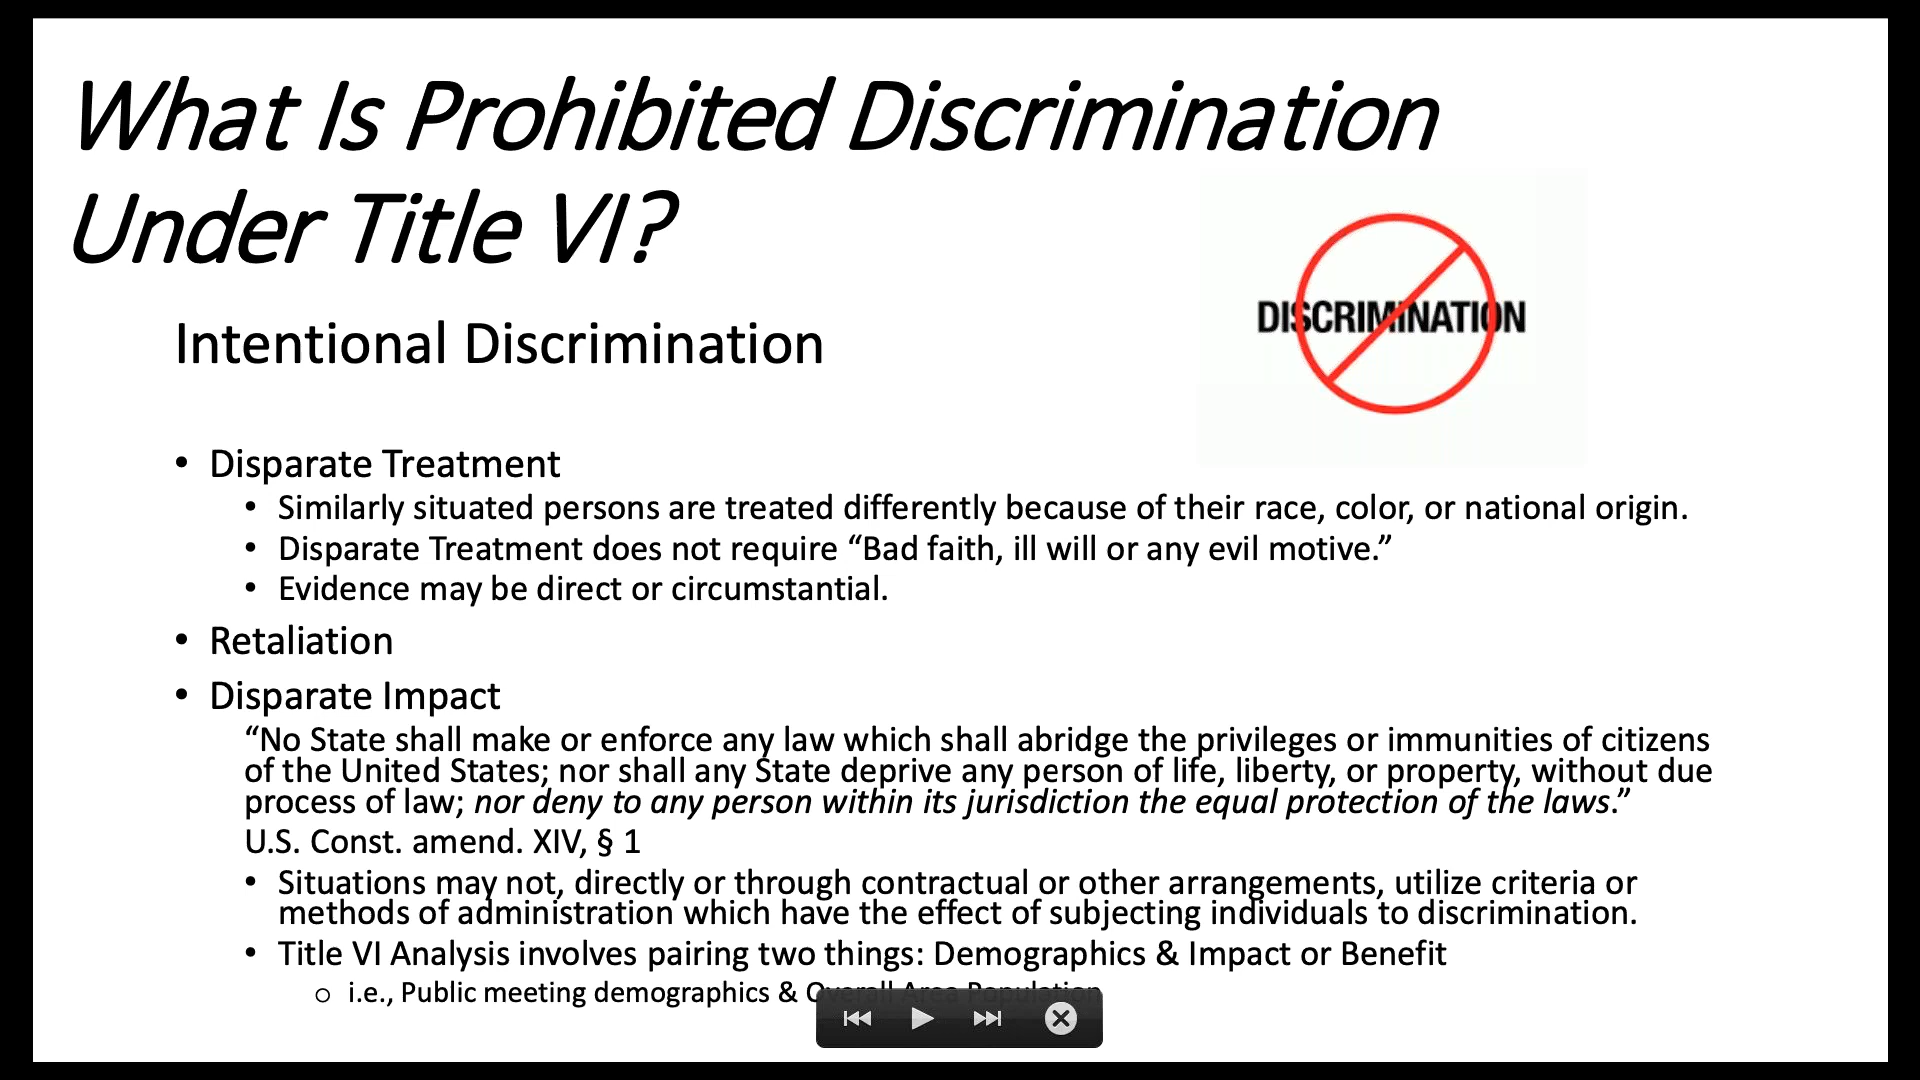 What Is Prohibited Discrimination
Under Title VI?
DISCRIMINATION
Intentional Discrimination
• Disparate Treatment
• Similarly situated persons are treated differently because of their race, color, or national origin.
• Disparate Treatment does not require “Bad faith, ill will or any evil motive.”
• Evidence may be direct or circumstantial.
• Retaliation
• Disparate Impact
“No State shall make or enforce any law which shall abridge the privileges or immunities of citizens
of the United States; nor shall any State deprive any person of life, liberty, or property, without due
process of law; nor deny to any person within its jurisdiction the equal protection of the laws.”
U.S. Const. amend. XIV, § 1
• Situations may not, directly or through contractual or other arrangements, utilize criteria or
methods of administration which have the effect of subjecting individuals to discrimination.
• Title VI Analysis involves pairing two things: Demographics & Impact or Benefit
○ i.e., Public meeting demographics & Overall Area Population